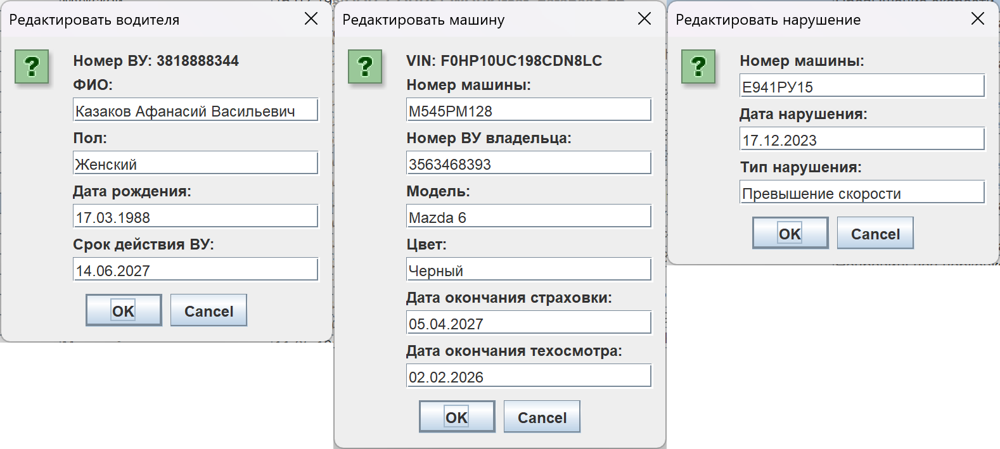 Редактировать водителя
Номер ВУ: 3818888344
ФИО:
Казаков Афанасий Васильевич
Пол:
Женский
Дата рождения:
17.03.1988
Срок действия ВУ:
14.06.2027
OK Cancel
Редактировать машину
VIN: F0HP10UC198CDN8LC
Номер машины:
М545РМ128
Номер ВУ владельца:
3563468393
Модель:
Mazda 6
Цвет:
Черный
Дата окончания страховки:
05.04.2027
Дата окончания техосмотра:
02.02.2026
OK Cancel
Редактировать нарушение
Номер машины:
Е941РУ15
Дата нарушения:
17.12.2023
Тип нарушения:
Превышение скорости
OK Cancel